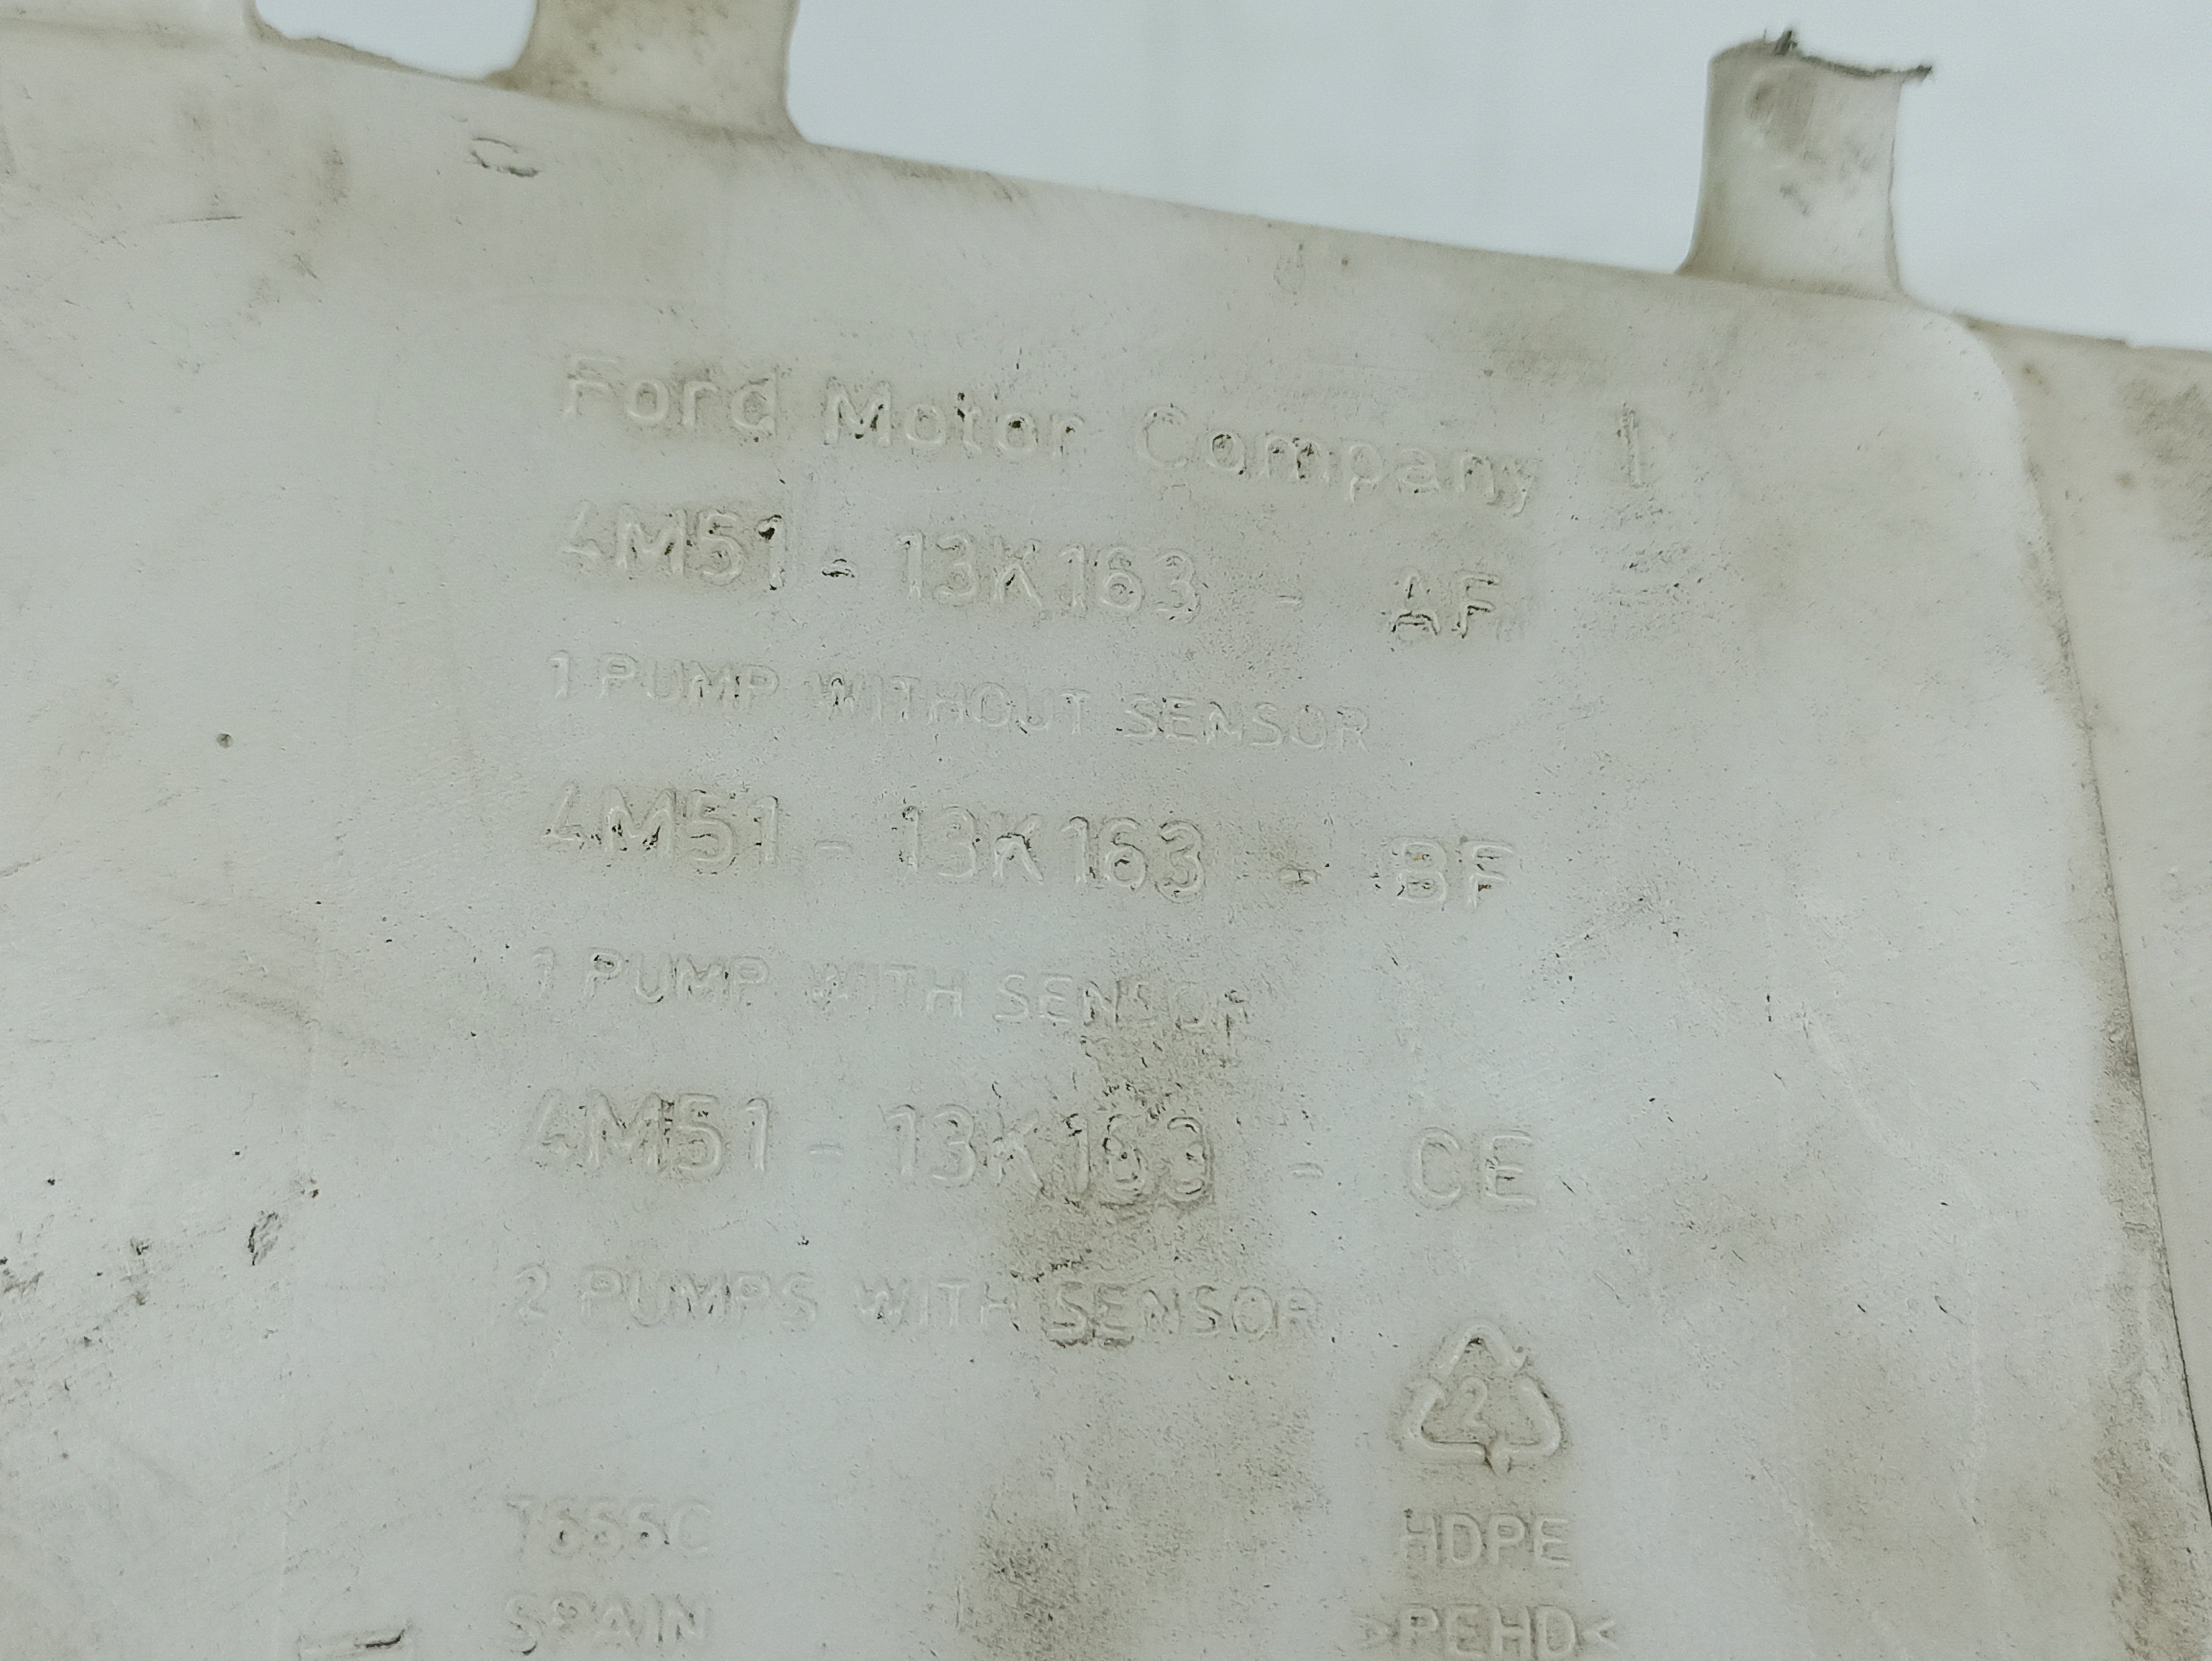 Ford Motor Company 1
4M51 - 13K163 - AF
1 PUMP WITHOUT SENSOR
4M51 - 13K163 - BF
1 PUMP WITH SENSOR
4M51 - 13K163 - CE
2 PUMPS WITH SENSOR
2
HDPE
SPAIN >PEHD<